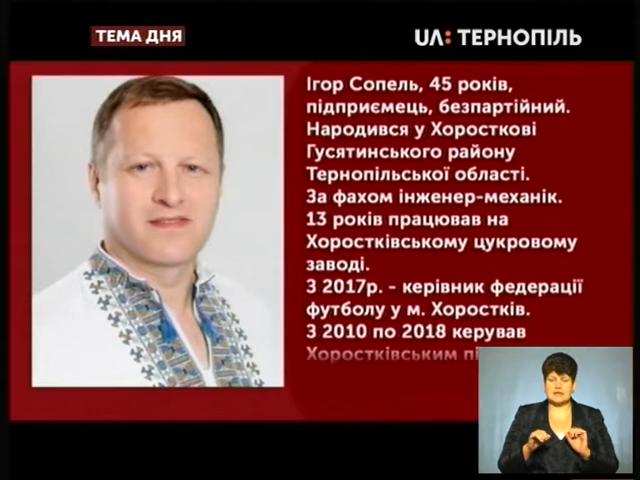 ТЕМА ДНЯ
UA: ТЕРНОПІЛЬ
Ігор Сопель, 45 років,
підприємець, безпартійний.
Народився у Хоросткові
Гусятинського району
Тернопільської області.
За фахом інженер-механік.
13 років працював на
Хоростківському цукровому
заводі.
З 2017р. - керівник федерації
футболу у м. Хоростків.
З 2010 по 2018 керував
Хоростківським